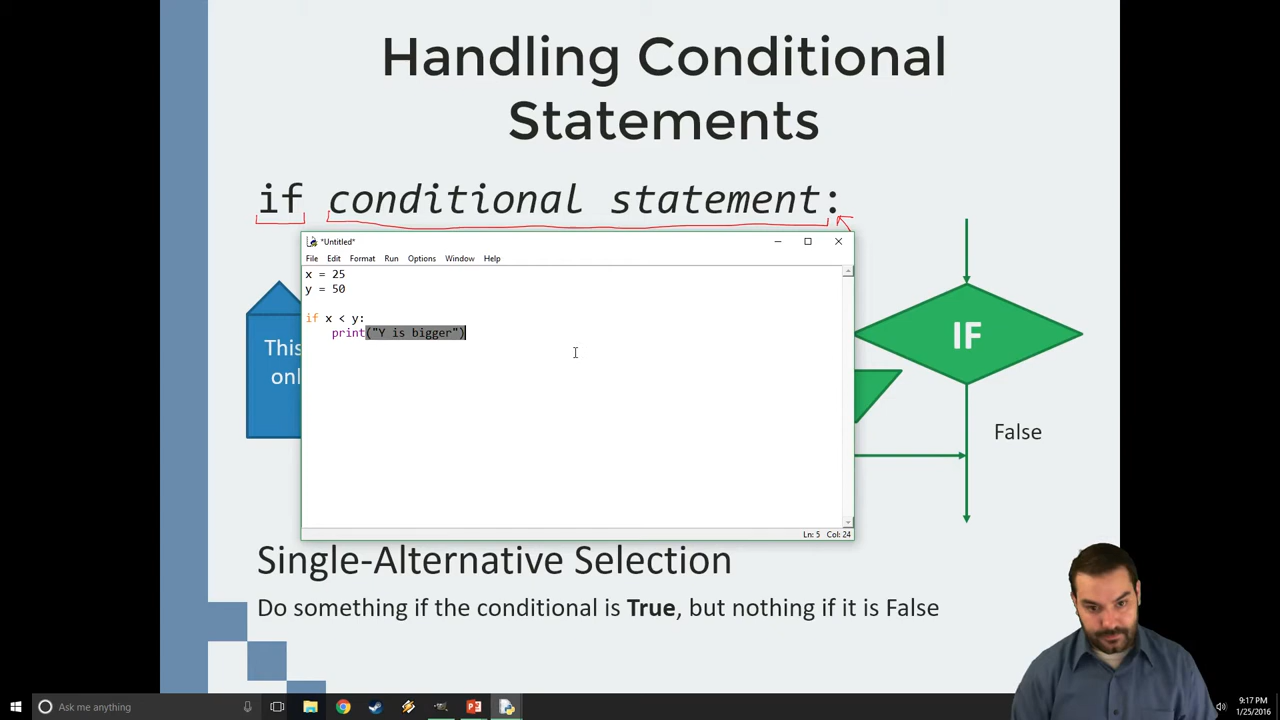 Handling Conditional
Statements
if conditional statement:
*Untitled*
File Edit Format Run Options Window Help
x = 25
y = 50
if x < y:
print("Y is bigger")
Ln: 5 Col: 24
This
onl
IF
False
Single-Alternative Selection
Do something if the conditional is True, but nothing if it is False
Ask me anything
9:17 PM
1/25/2016